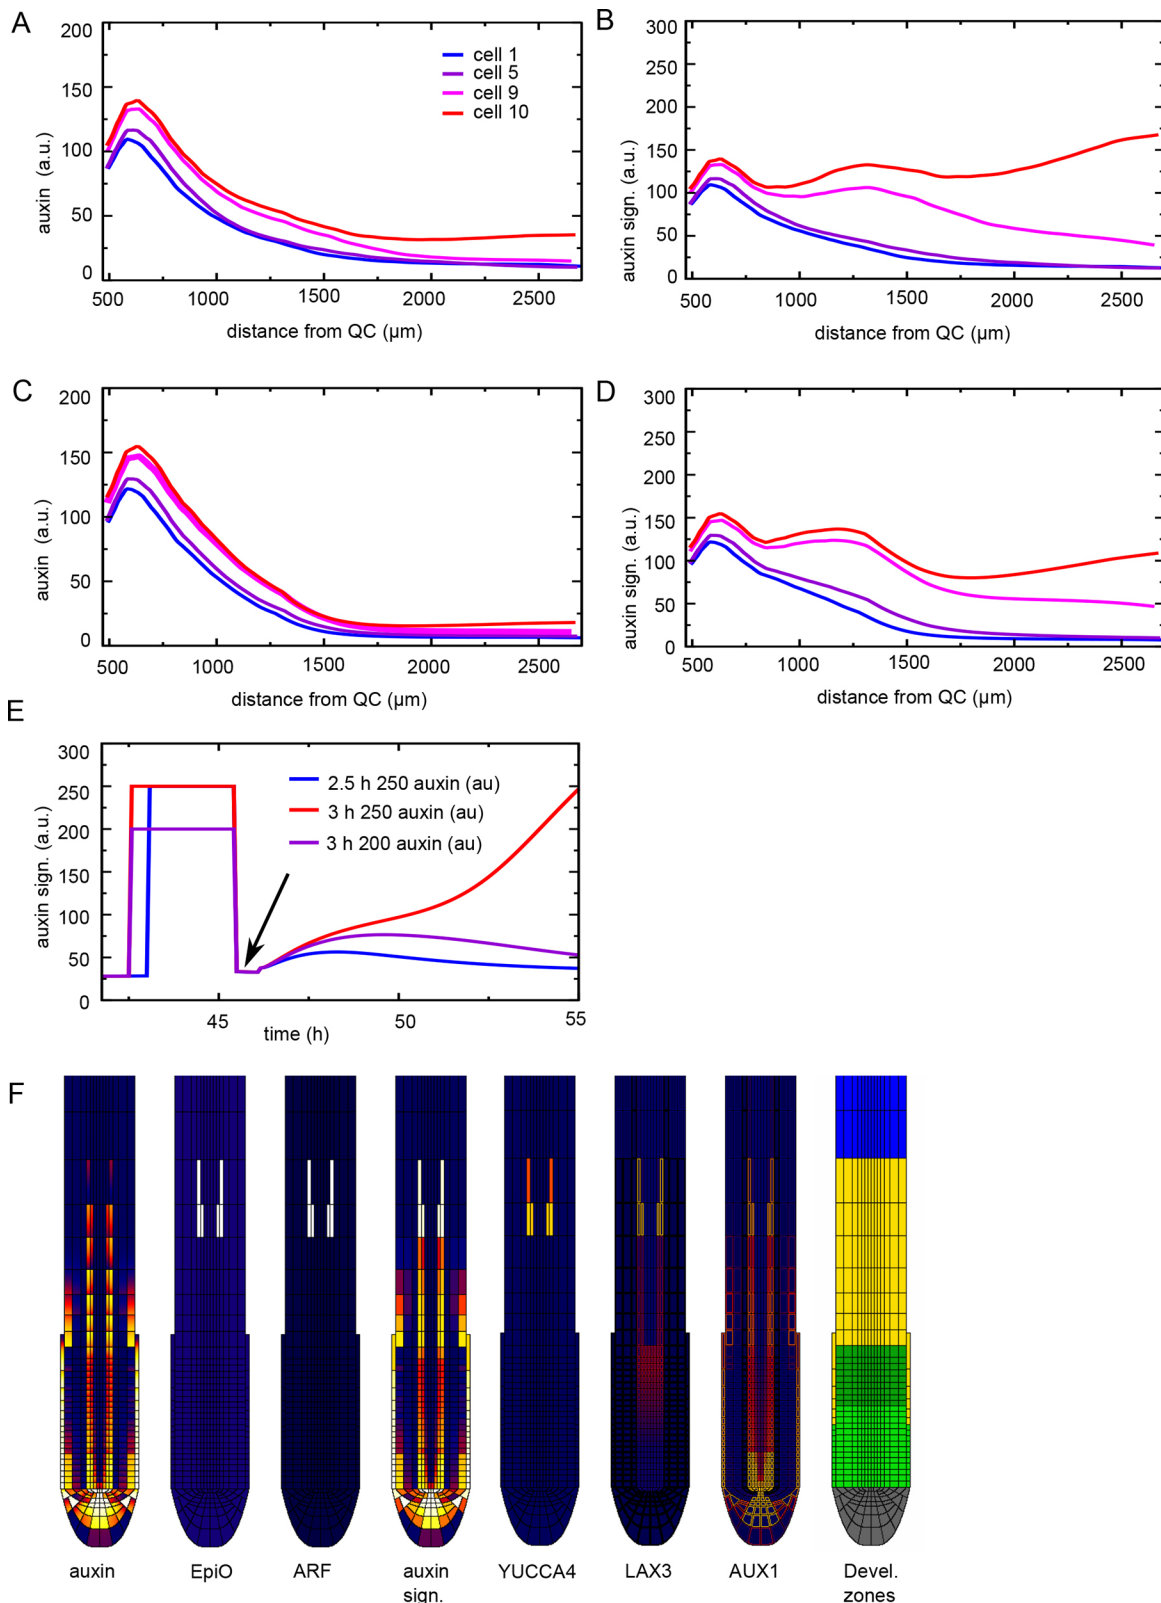 A
200
150
100
50
0
auxin (a.u.)
cell 1
cell 5
cell 9
cell 10
500 1000 1500 2000 2500
distance from QC (µm)
B
300
250
200
150
100
50
0
auxin sign. (a.u.)
500 1000 1500 2000 2500
distance from QC (µm)
C
200
150
100
50
0
auxin (a.u.)
500 1000 1500 2000 2500
distance from QC (µm)
D
300
250
200
150
100
50
0
auxin sign. (a.u.)
500 1000 1500 2000 2500
distance from QC (µm)
E
300
250
200
150
100
50
0
auxin sign. (a.u.)
2.5 h 250 auxin (au)
3 h 250 auxin (au)
3 h 200 auxin (au)
45 50 55
time (h)
F
auxin EpiO ARF auxin YUCCA4 LAX3 AUX1 Devel.
sign. zones